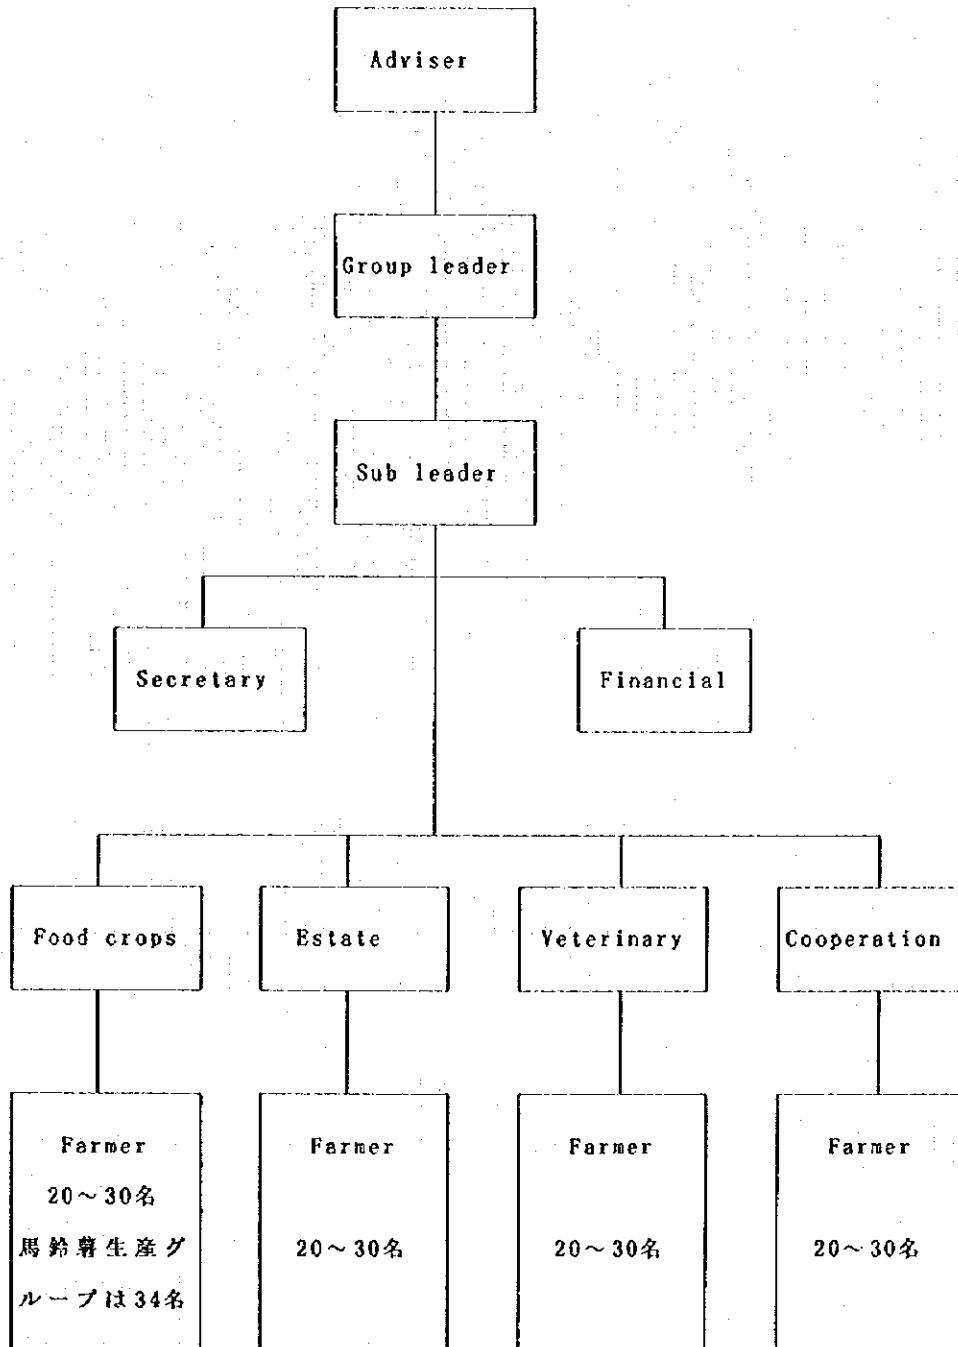 Adviser
Group leader
Sub leader
Secretary
Financial
Food crops
Estate
Veterinary
Cooperation
Farmer
20～30名
馬鈴薯生産グ
ループは34名
Farmer
20～30名
Farmer
20～30名
Farmer
20～30名